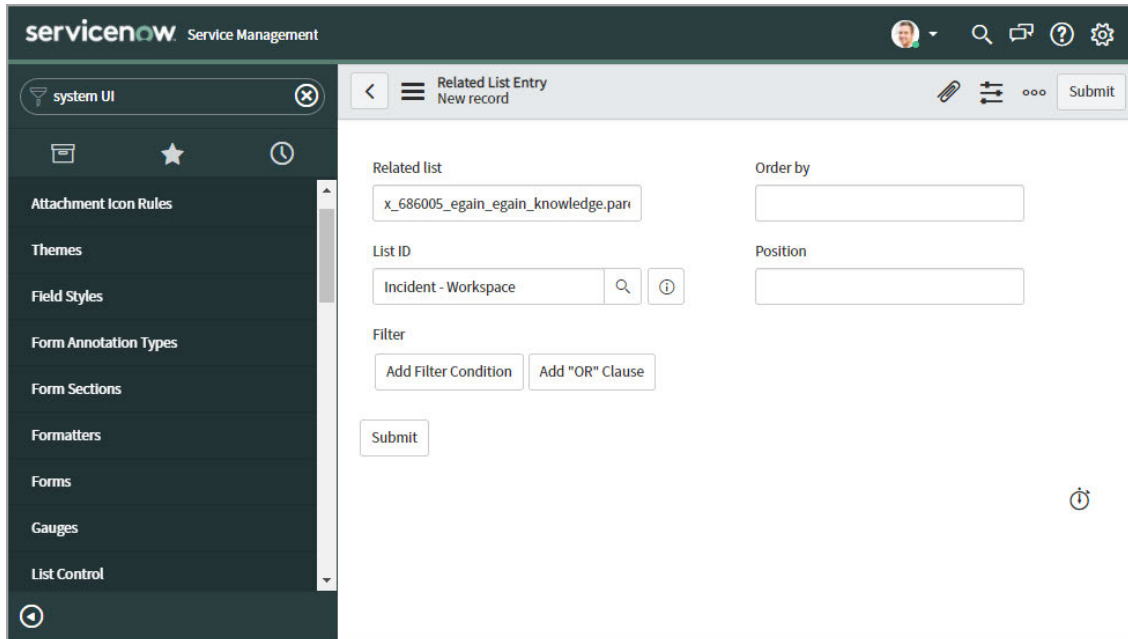 servicenow Service Management
system UI
Attachment Icon Rules
Themes
Field Styles
Form Annotation Types
Form Sections
Formatters
Forms
Gauges
List Control
Related List Entry
New record
Submit
Related list
x_686005_egain_egain_knowledge.pare
Order by
List ID
Incident - Workspace
Position
Filter
Add Filter Condition
Add "OR" Clause
Submit